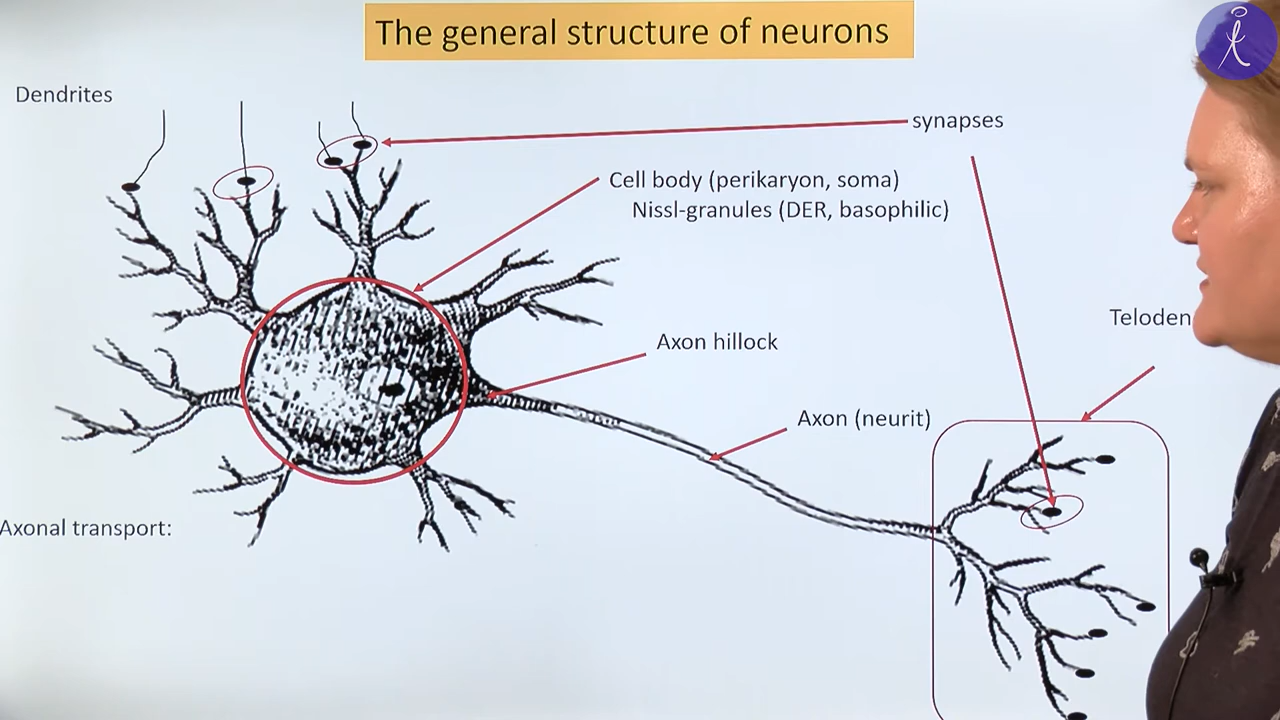 The general structure of neurons
Dendrites
synapses
Cell body (perikaryon, soma)
Nissl-granules (DER, basophilic)
Axon hillock
Teloden
Axon (neurit)
Axonal transport: